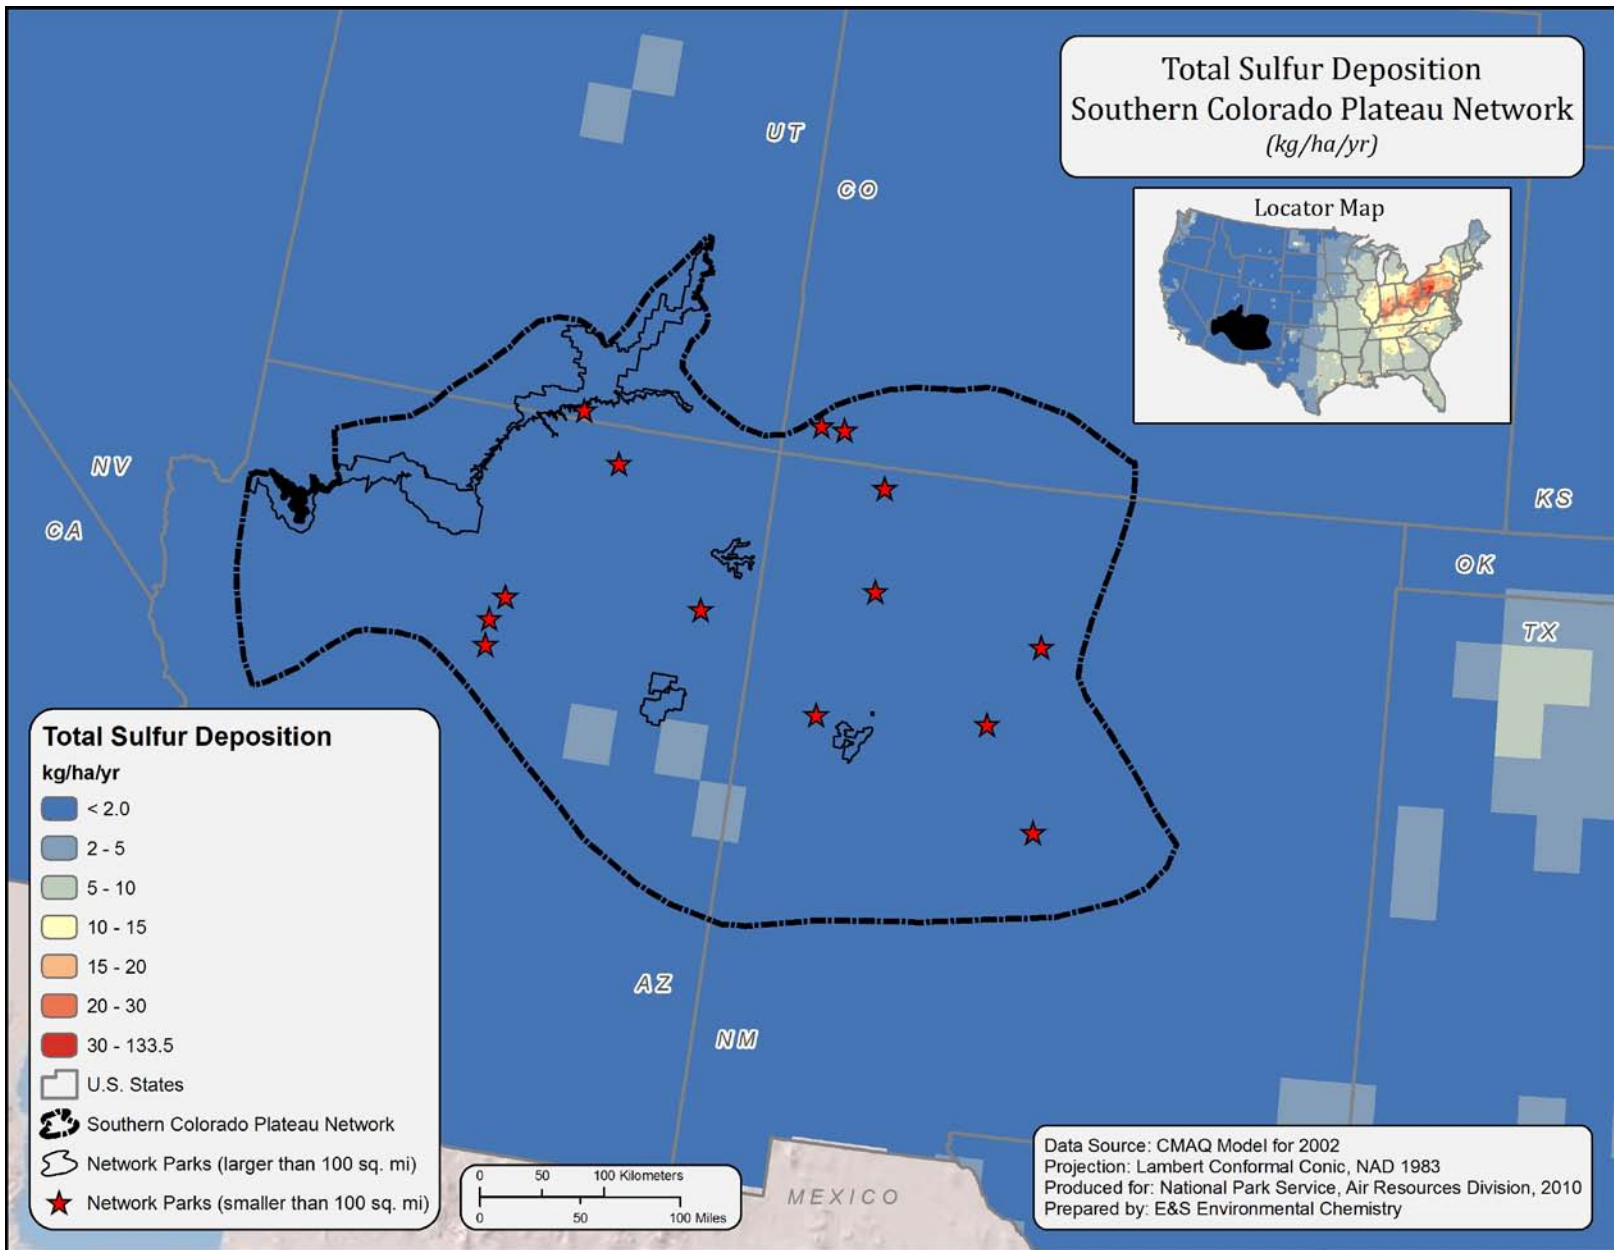 Total Sulfur Deposition
Southern Colorado Plateau Network
(kg/ha/yr)
Locator Map
UT
CO
NV
CA
KS
OK
TX
AZ
NM
MEXICO
Total Sulfur Deposition
kg/ha/yr
< 2.0
2 - 5
5 - 10
10 - 15
15 - 20
20 - 30
30 - 133.5
U.S. States
Southern Colorado Plateau Network
Network Parks (larger than 100 sq. mi)
Network Parks (smaller than 100 sq. mi)
0 50 100 Kilometers
0 50 100 Miles
Data Source: CMAQ Model for 2002
Projection: Lambert Conformal Conic, NAD 1983
Produced for: National Park Service, Air Resources Division, 2010
Prepared by: E&S Environmental Chemistry